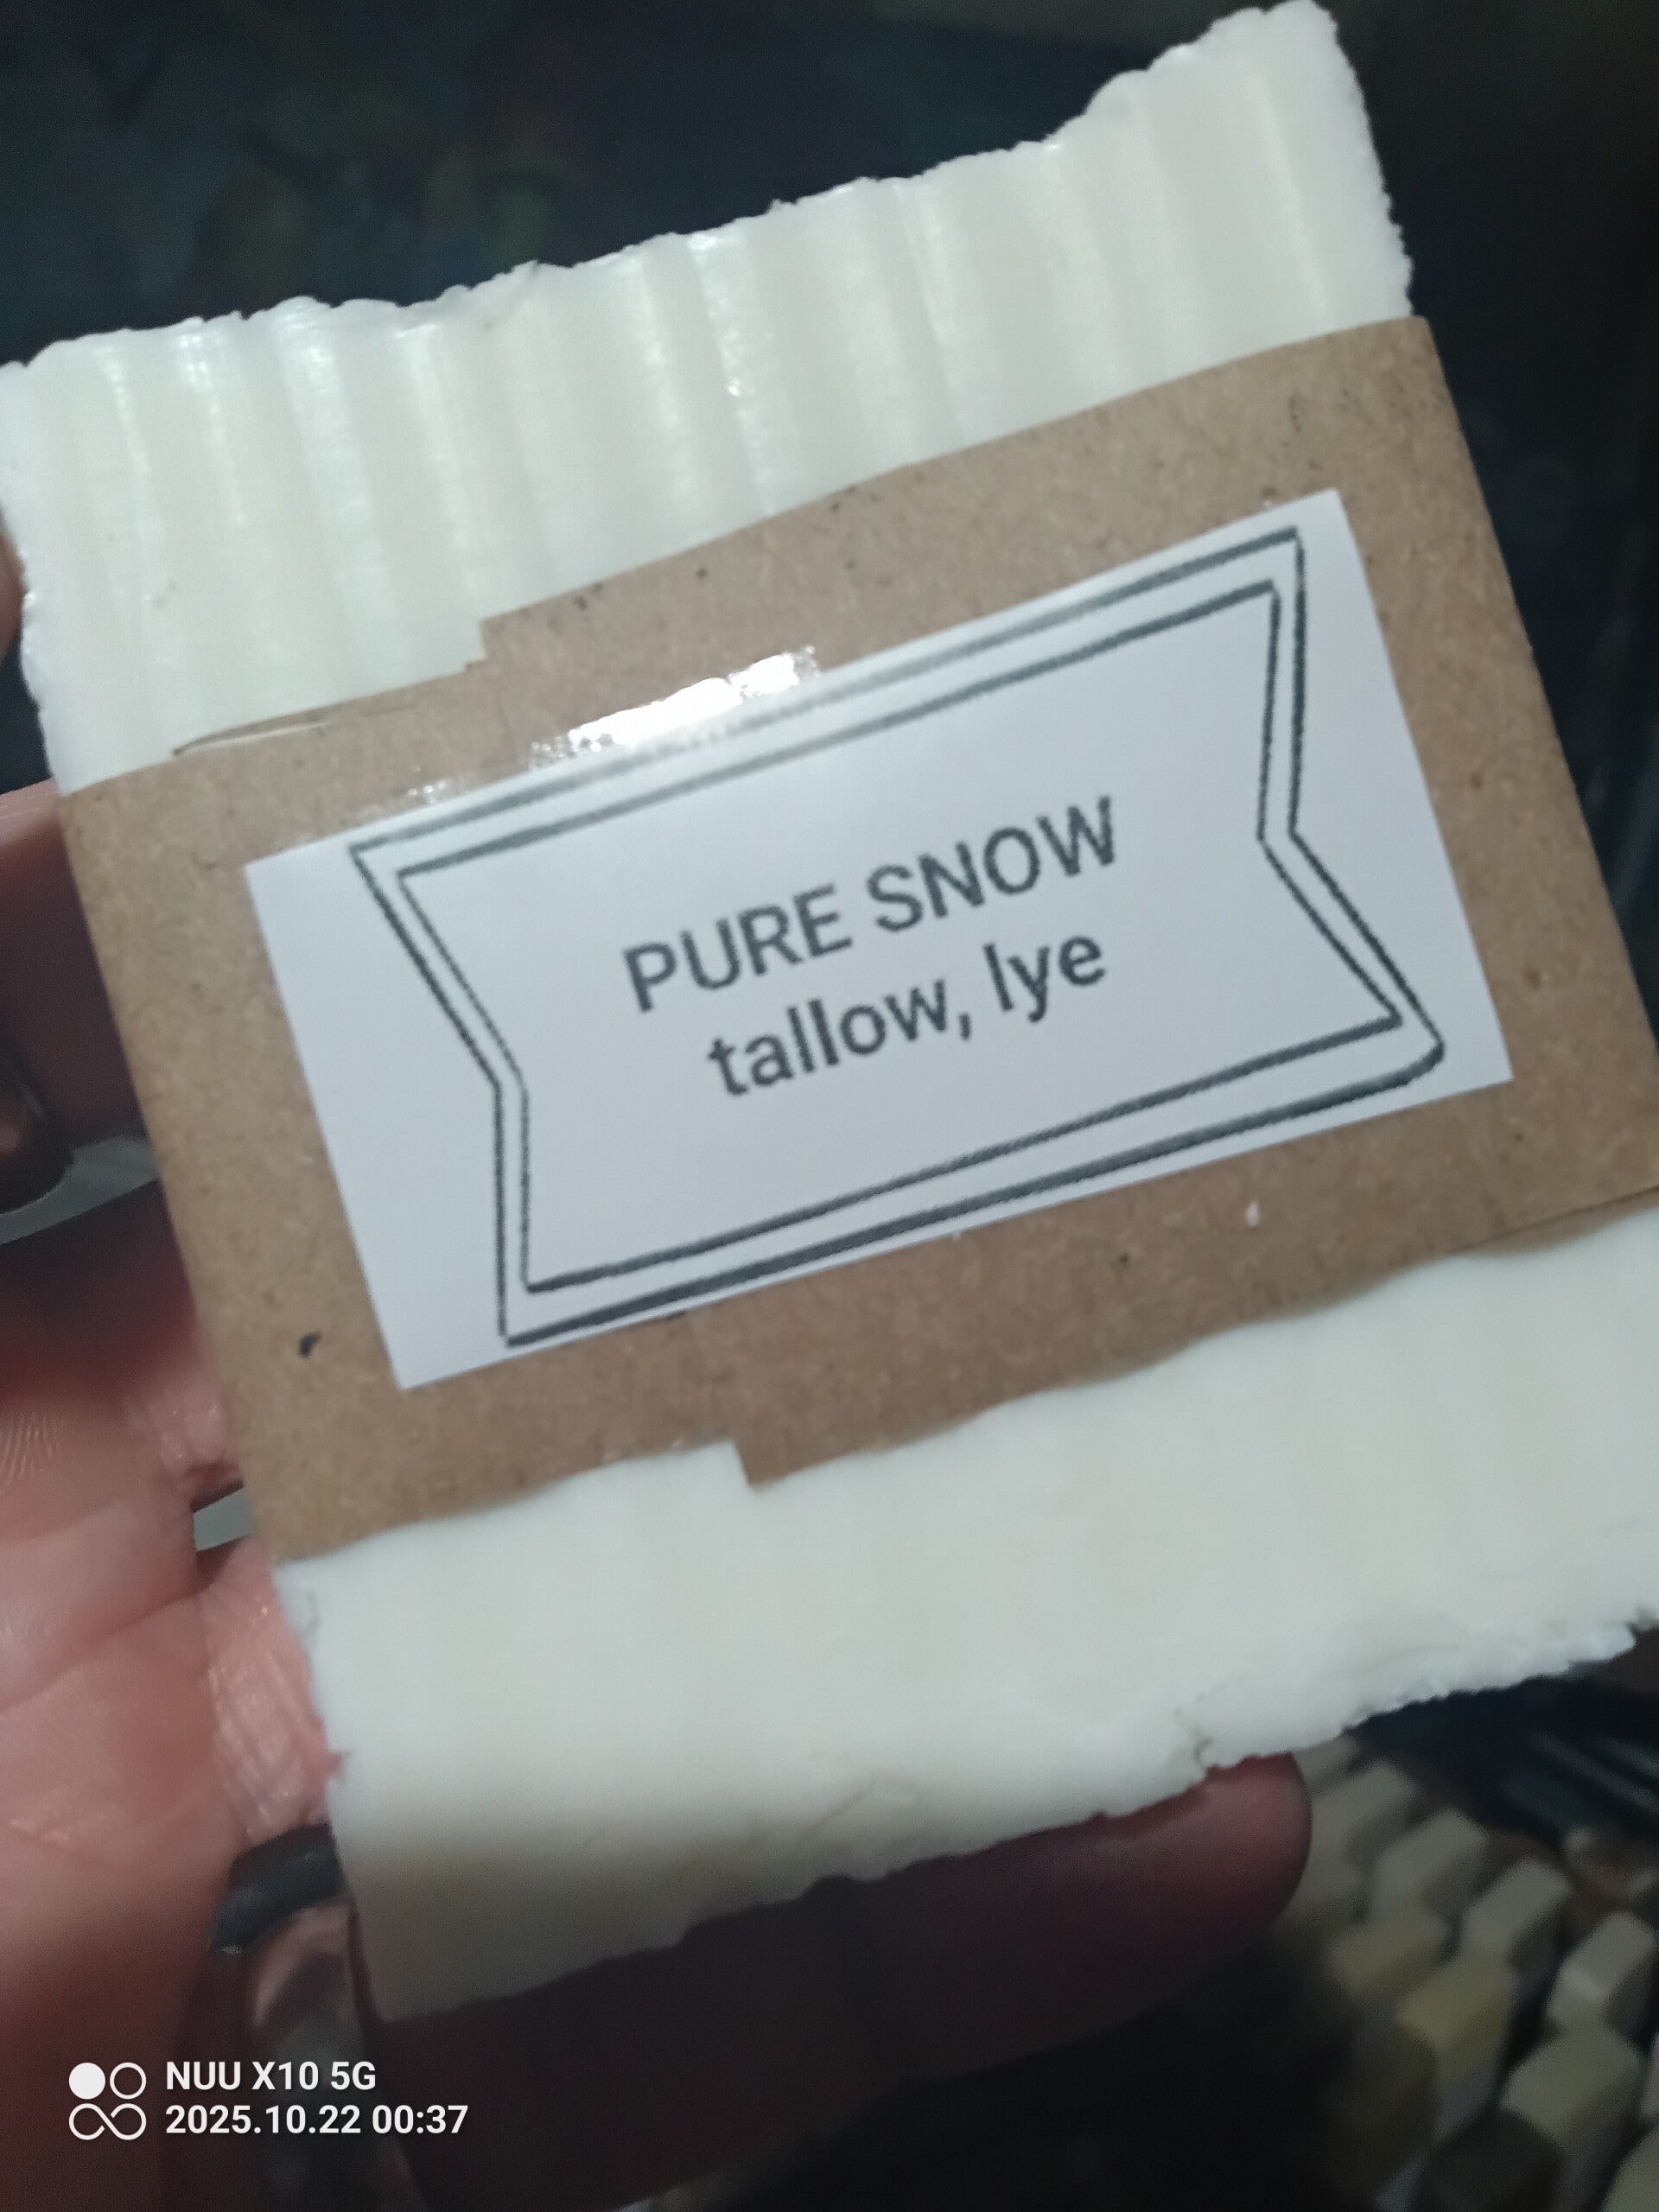 PURE SNOW
tallow, lye
NUU X10 5G
2025.10.22 00:37